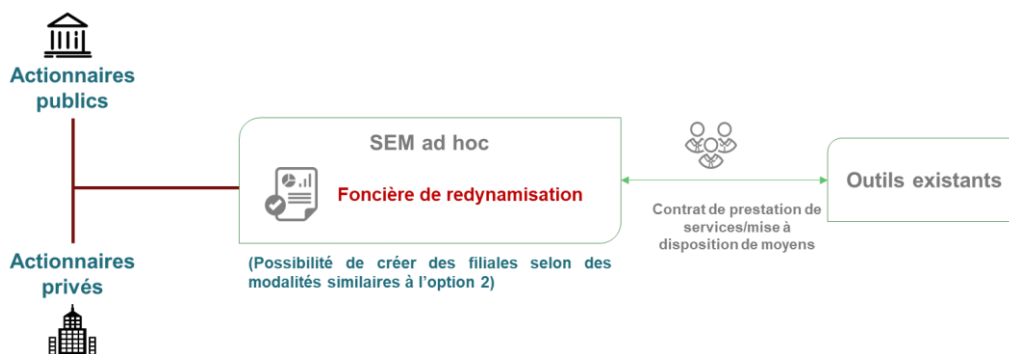 Actionnaires
publics
SEM ad hoc
Foncière de redynamisation
Outils existants
Contrat de prestation de
services/mise à
disposition de moyens
Actionnaires
privés
(Possibilité de créer des filiales selon des
modalités similaires à l'option 2)